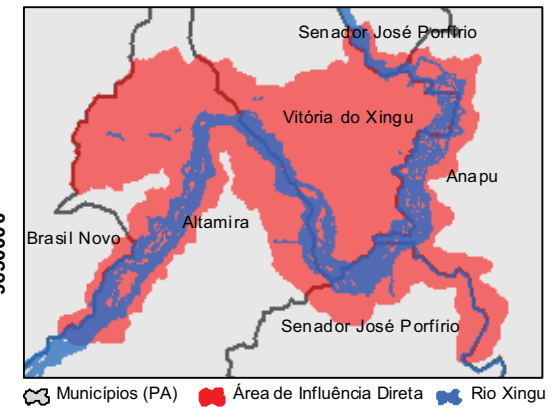 Senador José Porfírio
Vitória do Xingu
Anapu
Altamira
Brasil Novo
Senador José Porfírio
Municípios (PA) Área de Influência Direta Rio Xingu